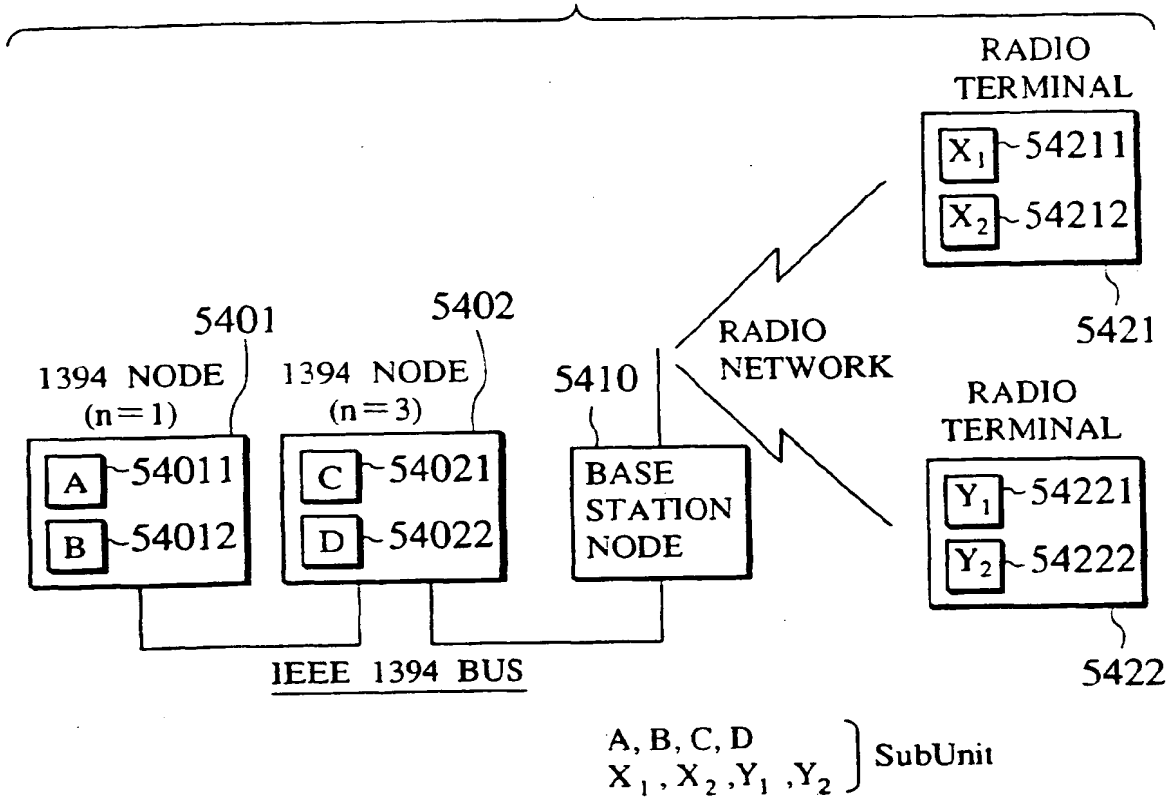 RADIO
TERMINAL
X1 54211
X2 54212
5421
5401
5402
1394 NODE
(n=1)
1394 NODE
(n=3)
5410
RADIO
NETWORK
A 54011
B 54012
C 54021
D 54022
BASE
STATION
NODE
RADIO
TERMINAL
Y1 54221
Y2 54222
5422
IEEE 1394 BUS
A, B, C, D
X1, X2, Y1, Y2
SubUnit